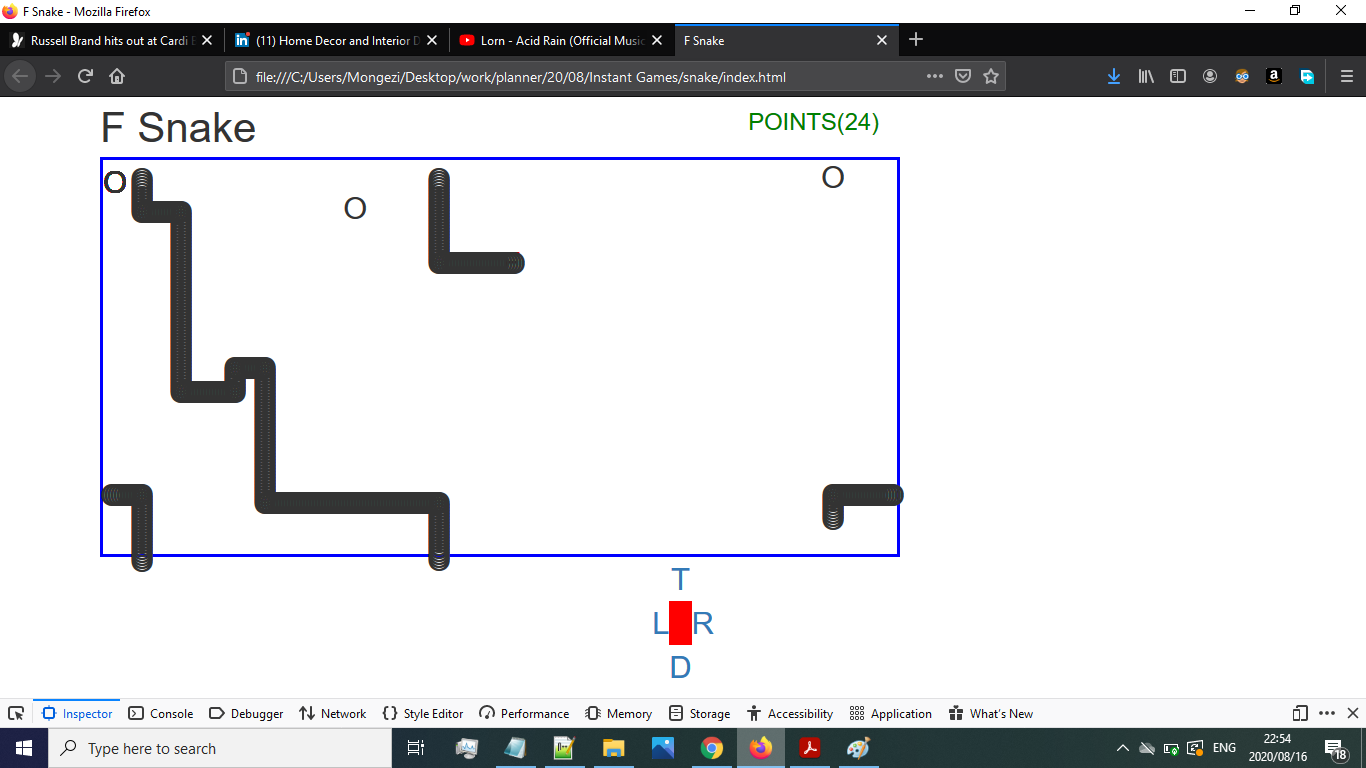 F Snake - Mozilla Firefox
Russell Brand hits out at Cardi B
(11) Home Decor and Interior D
Lorn - Acid Rain (Official Music
F Snake
file:///C:/Users/Mongezi/Desktop/work/planner/20/08/Instant Games/snake/index.html
F Snake
POINTS(24)
O
O
O
T
L R
D
Inspector Console Debugger Network Style Editor Performance Memory Storage Accessibility Application What's New
Type here to search
ENG
22:54
2020/08/16
18